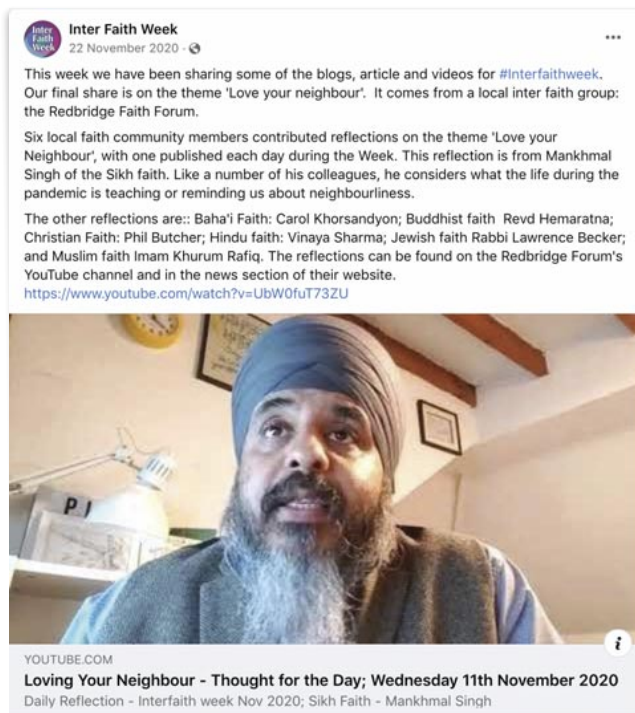 Inter
Faith
Week
Inter Faith Week
22 November 2020 ·
This week we have been sharing some of the blogs, article and videos for #Interfaithweek.
Our final share is on the theme 'Love your neighbour'.  It comes from a local inter faith group:
the Redbridge Faith Forum.
Six local faith community members contributed reflections on the theme 'Love your
Neighbour', with one published each day during the Week. This reflection is from Mankhmal
Singh of the Sikh faith. Like a number of his colleagues, he considers what the life during the
pandemic is teaching or reminding us about neighbourliness.
The other reflections are:: Baha'i Faith: Carol Khorsandyon; Buddhist faith  Revd Hemaratna;
Christian Faith: Phil Butcher; Hindu faith: Vinaya Sharma; Jewish faith Rabbi Lawrence Becker;
and Muslim faith Imam Khurum Rafiq. The reflections can be found on the Redbridge Forum's
YouTube channel and in the news section of their website.
https://www.youtube.com/watch?v=UbW0fuT73ZU
YOUTUBE.COM
Loving Your Neighbour - Thought for the Day; Wednesday 11th November 2020
Daily Reflection - Interfaith week Nov 2020; Sikh Faith - Mankhmal Singh